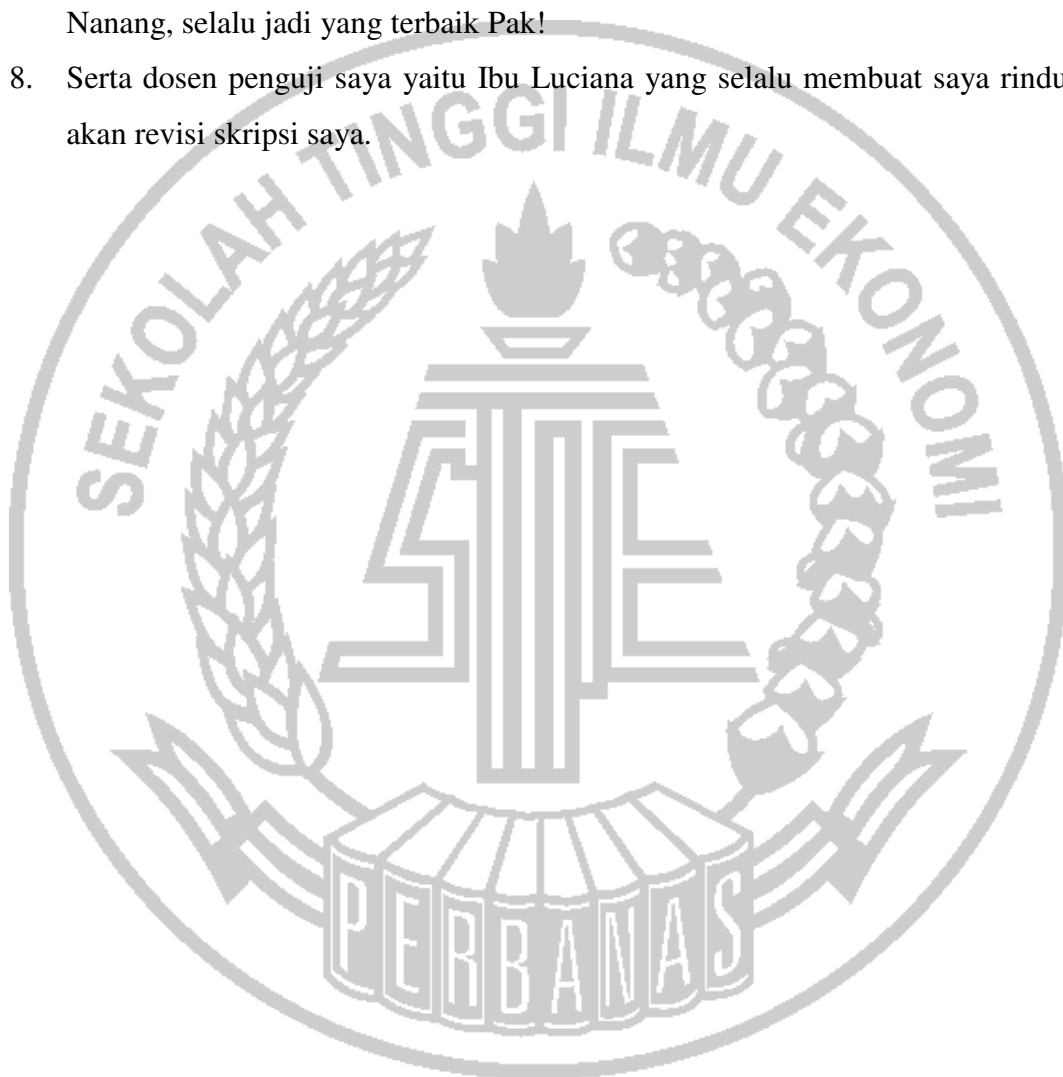 Nanang, selalu jadi yang terbaik Pak!
8. Serta dosen penguji saya yaitu Ibu Luciana yang selalu membuat saya rindu
akan revisi skripsi saya.
SEKOLAH TINGGI ILMU EKONOMI
STIE
PERBANAS